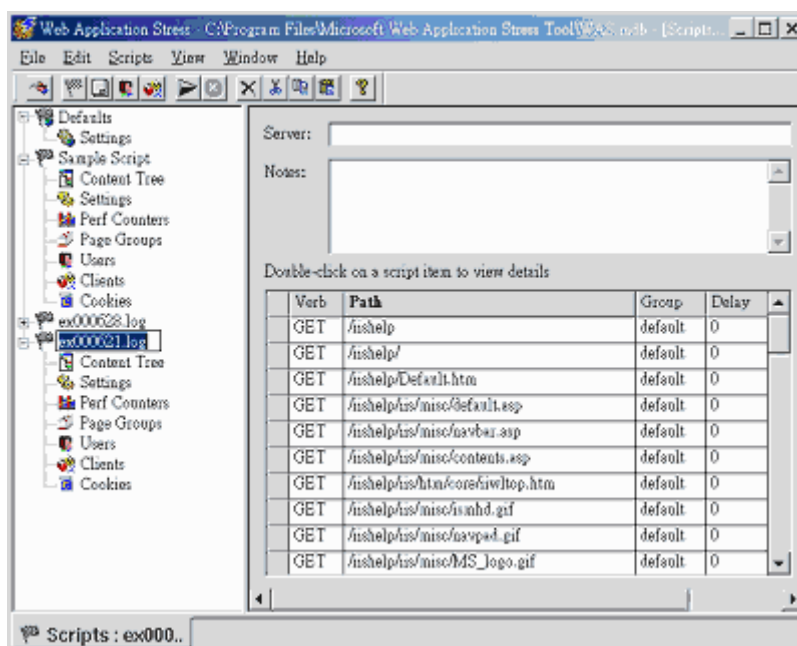 Web Application Stress - C:\Program Files\Microsoft Web Application Stress Tool\WAS.mdb - [Scripts...
File Edit Scripts View Window Help
Defaults
Settings
Sample Script
Content Tree
Settings
Perf Counters
Page Groups
Users
Clients
Cookies
ex000628.log
ex000621.log
Content Tree
Settings
Perf Counters
Page Groups
Users
Clients
Cookies
Server:
Notes:
Double-click on a script item to view details
Verb Path Group Delay
GET /iishelp default 0
GET /iishelp/ default 0
GET /iishelp/Default.htm default 0
GET /iishelp/iis/misc/default.asp default 0
GET /iishelp/iis/misc/navbar.asp default 0
GET /iishelp/iis/misc/contents.asp default 0
GET /iishelp/iis/htm/core/iiwltop.htm default 0
GET /iishelp/iis/misc/ismhd.gif default 0
GET /iishelp/iis/misc/navpad.gif default 0
GET /iishelp/iis/misc/MS_logo.gif default 0
Scripts : ex000..